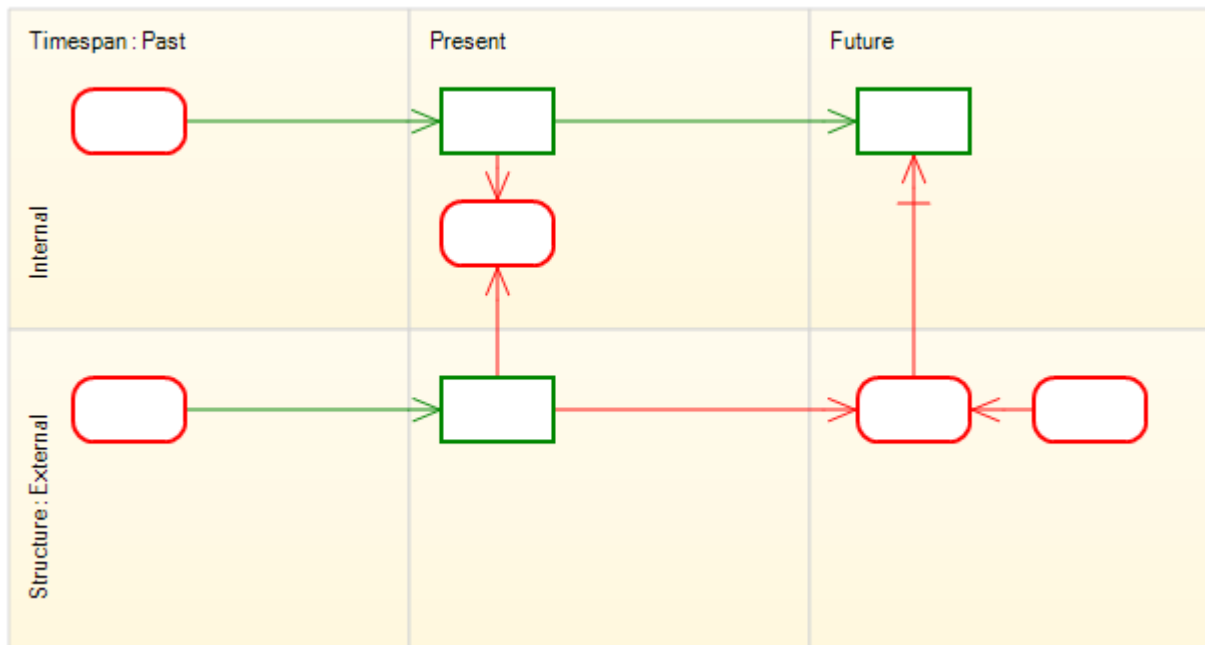 Timespan : Past
Present
Future
Internal
Structure : External